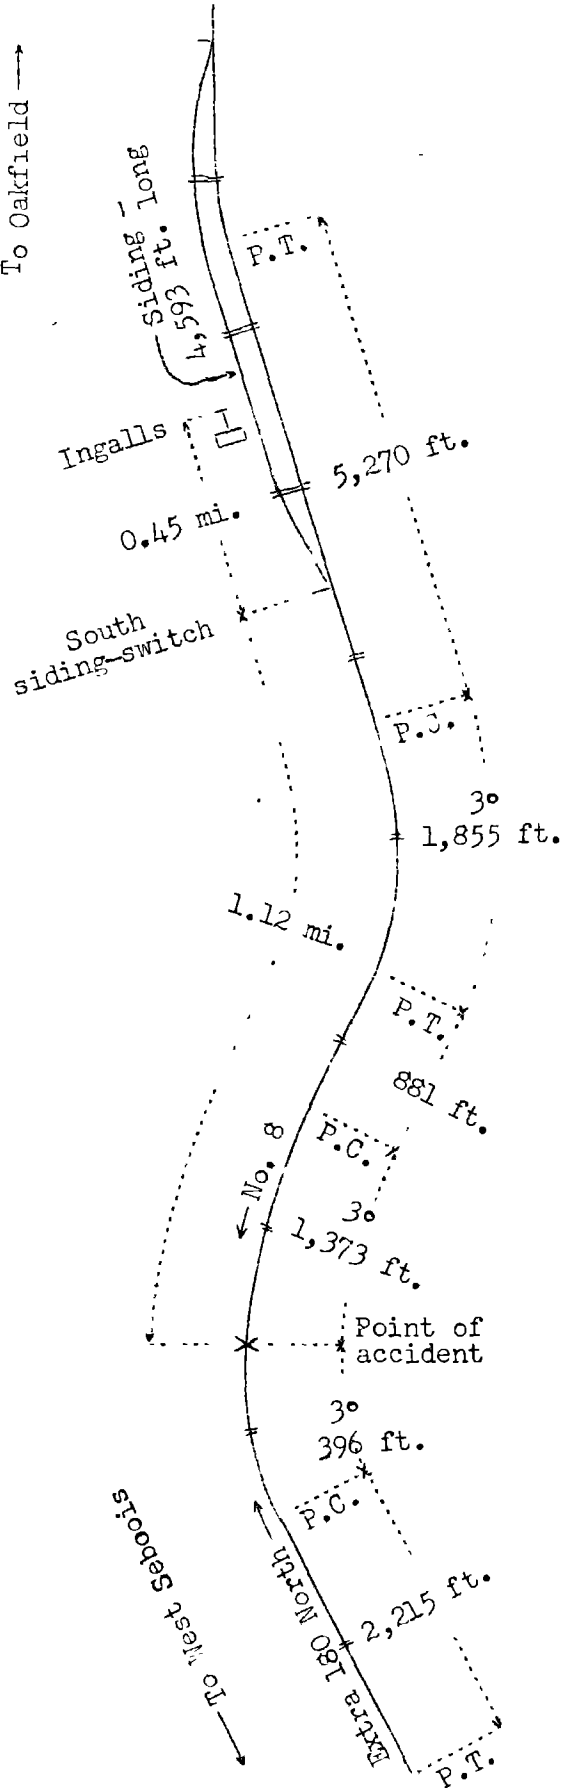 To Oakfield
Siding -
4,593 ft. long
P.T.
Ingalls
5,270 ft.
0.45 mi.
South
siding-switch
P.C.
3°
1,855 ft.
1.12 mi.
P.T.
881 ft.
P.C.
No. 8
3°
1,373 ft.
Point of
accident
3°
396 ft.
P.C.
To West Seboois
Extra 180 North
2,215 ft.
P.T.